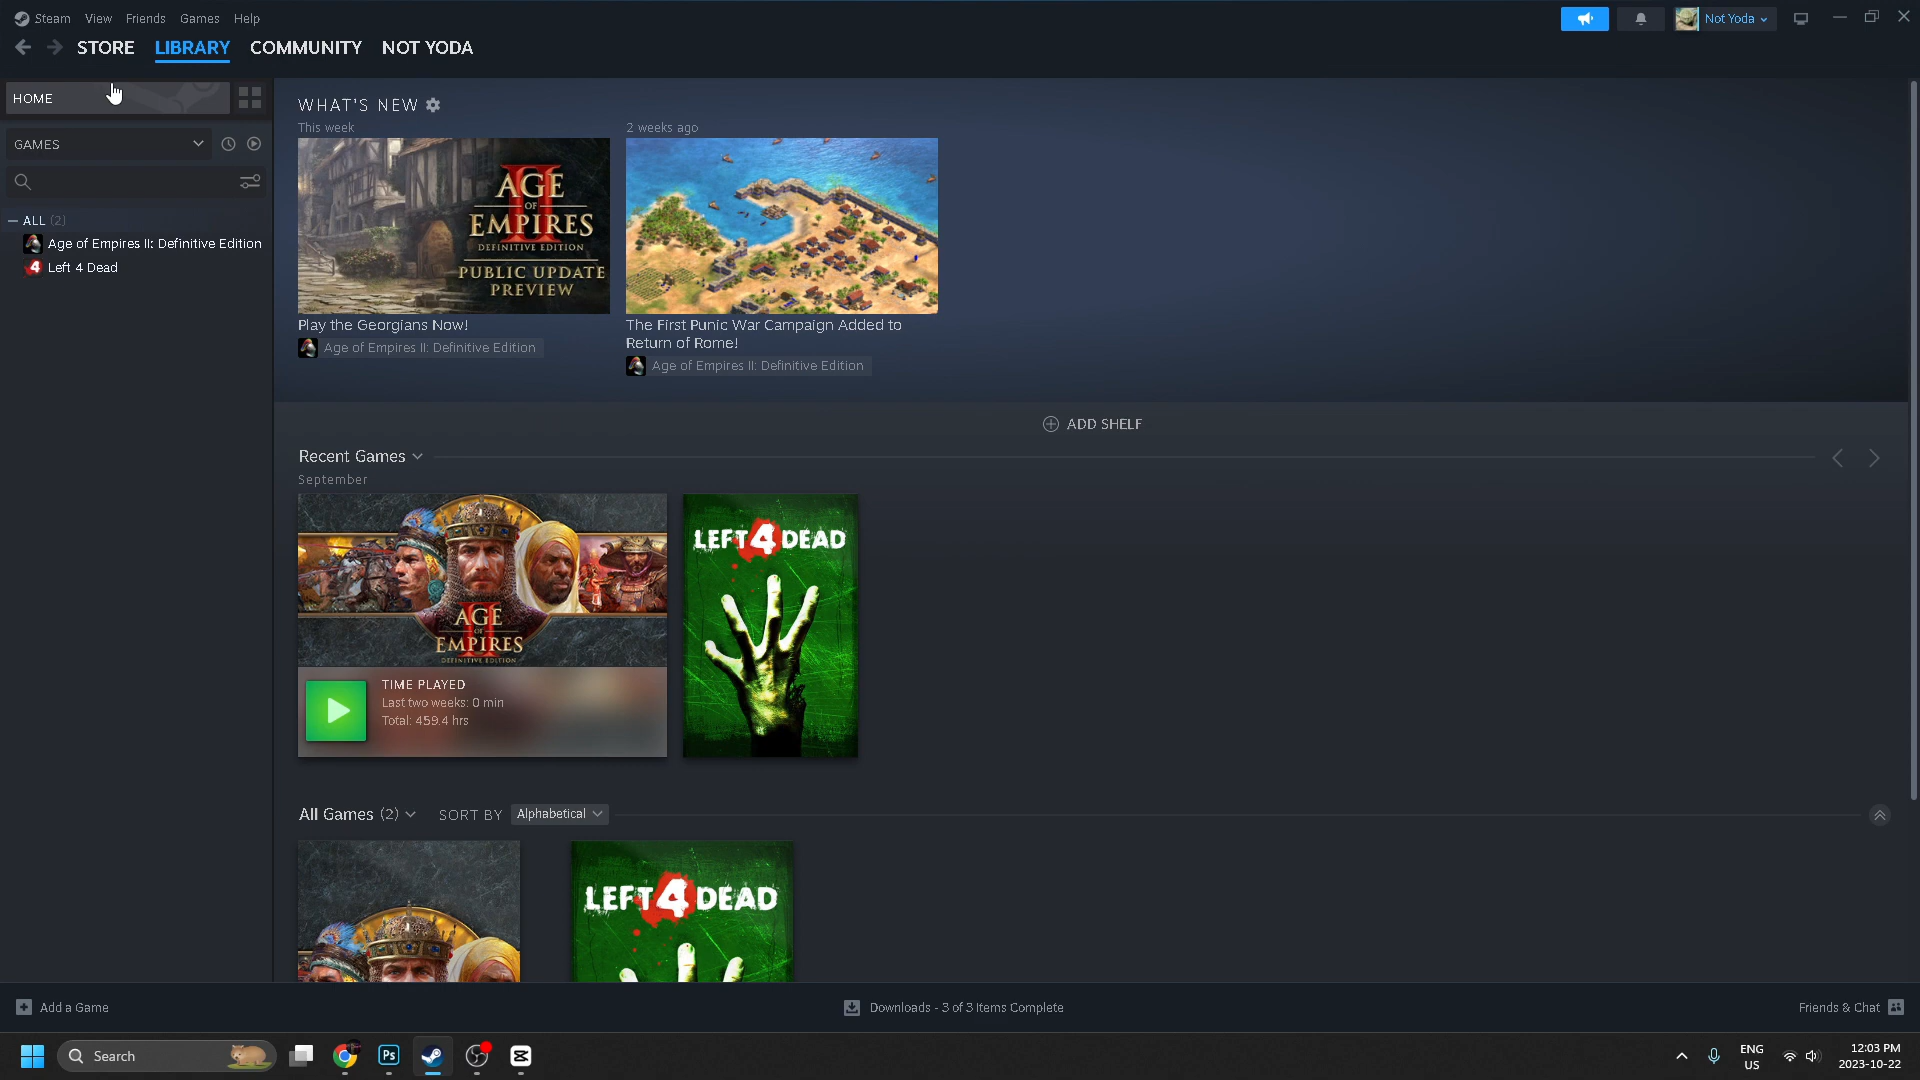 Steam View Friends Games Help
Not Yoda
STORE LIBRARY COMMUNITY NOT YODA
HOME
GAMES
— ALL (2)
Age of Empires II: Definitive Edition
Left 4 Dead
WHAT'S NEW
This week
2 weeks ago
AGE
OF
EMPIRES
II
DEFINITIVE EDITION
PUBLIC UPDATE
PREVIEW
Play the Georgians Now!
Age of Empires II: Definitive Edition
The First Punic War Campaign Added to
Return of Rome!
Age of Empires II: Definitive Edition
ADD SHELF
Recent Games
September
AGE
OF
EMPIRES
II
DEFINITIVE EDITION
TIME PLAYED
Last two weeks: 0 min
Total: 459.4 hrs
LEFT 4 DEAD
All Games (2) SORT BY Alphabetical
LEFT 4 DEAD
Add a Game
Downloads - 3 of 3 Items Complete
Friends & Chat
Search
Ps
ENG
US
12:03 PM
2023-10-22